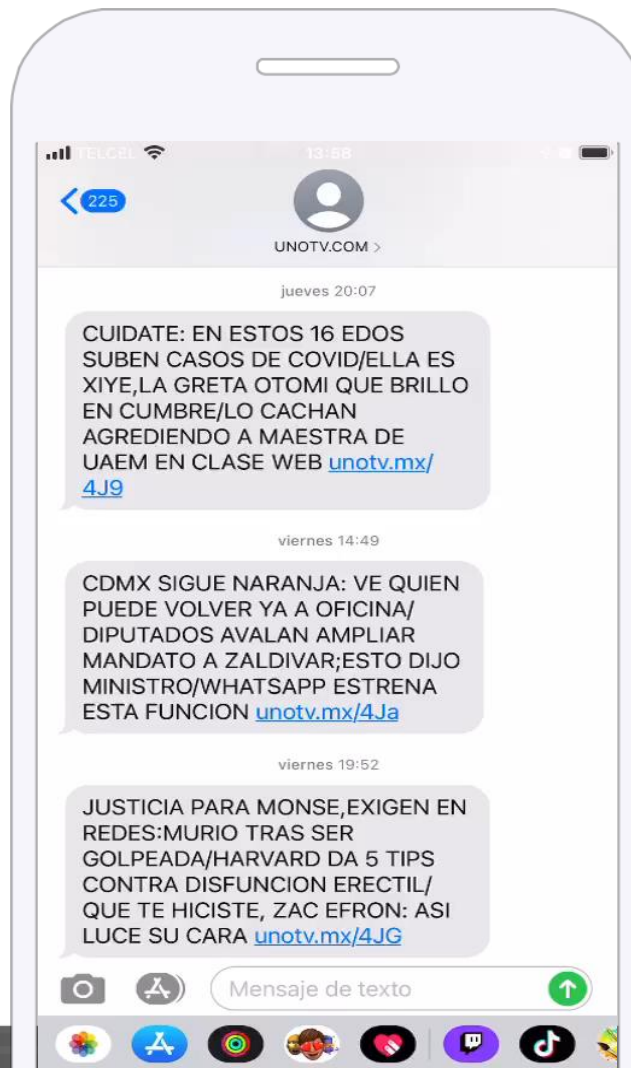 TELCEL 13:58
225
UNOTV.COM >
jueves 20:07
CUIDATE: EN ESTOS 16 EDOS
SUBEN CASOS DE COVID/ELLA ES
XIYE,LA GRETA OTOMI QUE BRILLO
EN CUMBRE/LO CACHAN
AGREDIENDO A MAESTRA DE
UAEM EN CLASE WEB unotv.mx/
4J9
viernes 14:49
CDMX SIGUE NARANJA: VE QUIEN
PUEDE VOLVER YA A OFICINA/
DIPUTADOS AVALAN AMPLIAR
MANDATO A ZALDIVAR;ESTO DIJO
MINISTRO/WHATSAPP ESTRENA
ESTA FUNCION unotv.mx/4Ja
viernes 19:52
JUSTICIA PARA MONSE,EXIGEN EN
REDES:MURIO TRAS SER
GOLPEADA/HARVARD DA 5 TIPS
CONTRA DISFUNCION ERECTIL/
QUE TE HICISTE, ZAC EFRON: ASI
LUCE SU CARA unotv.mx/4JG
Mensaje de texto